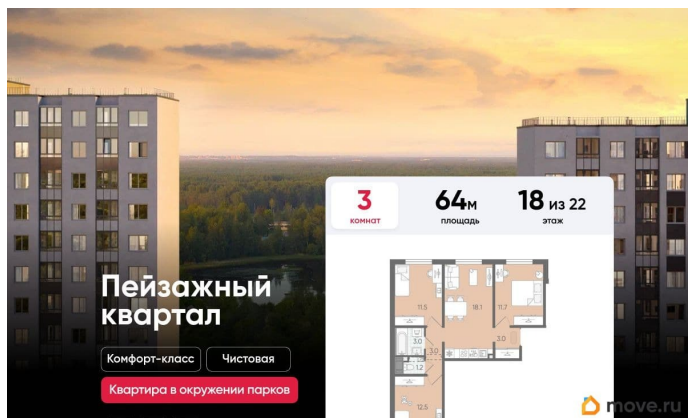 3
комнат
64м
площадь
18 из 22
этаж
Пейзажный
квартал
Комфорт-класс
Чистовая
Квартира в окружении парков
11.5
18.1
11.7
3.0
3.0
3.0
1.2
12.5
move.ru